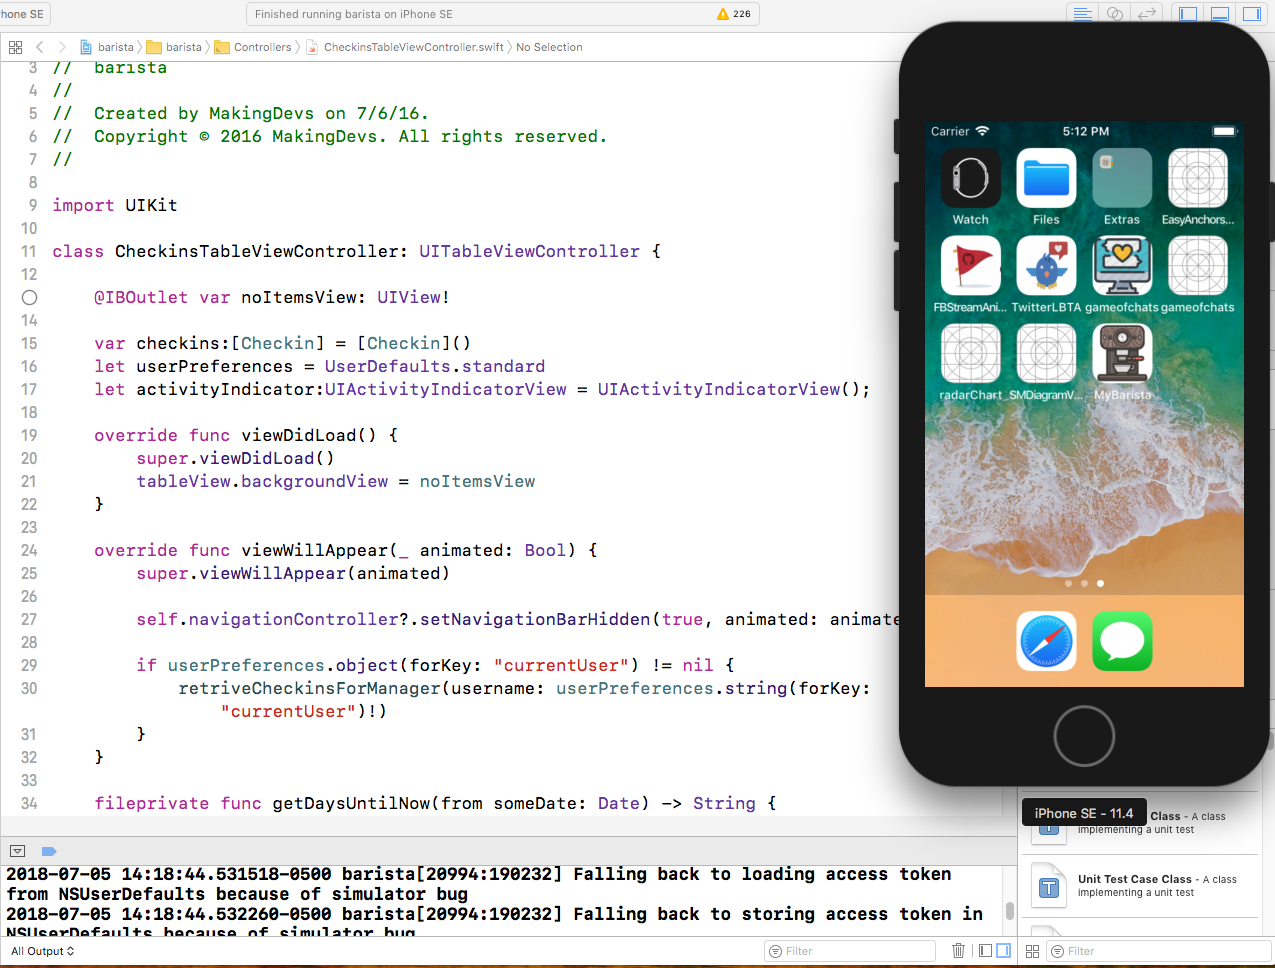 hone SE
Finished running barista on iPhone SE
226
barista
barista
Controllers
CheckinsTableViewController.swift
No Selection
3 // barista
4 //
5 // Created by MakingDevs on 7/6/16.
6 // Copyright © 2016 MakingDevs. All rights reserved.
7 //
8
9 import UIKit
10
11 class CheckinsTableViewController: UITableViewController {
12
@IBOutlet var noItemsView: UIView!
14
15 var checkins:[Checkin] = [Checkin]()
16 let userPreferences = UserDefaults.standard
17 let activityIndicator:UIActivityIndicatorView = UIActivityIndicatorView();
18
19 override func viewDidLoad() {
20 super.viewDidLoad()
21 tableView.backgroundView = noItemsView
22 }
23
24 override func viewWillAppear(_ animated: Bool) {
25 super.viewWillAppear(animated)
26
27 self.navigationController?.setNavigationBarHidden(true, animated: animate
28
29 if userPreferences.object(forKey: "currentUser") != nil {
30 retriveCheckinsForManager(username: userPreferences.string(forKey:
"currentUser")!)
31 }
32 }
33
34 fileprivate func getDaysUntilNow(from someDate: Date) -> String {
Carrier 5:12 PM
Watch Files Extras EasyAnchors...
FBStreamAni... TwitterLBTA gameofchats gameofchats
radarChart SMDiagramV... MyBarista
iPhone SE - 11.4
Class - A class
implementing a unit test
Unit Test Case Class - A class
implementing a unit test
2018-07-05 14:18:44.531518-0500 barista[20994:190232] Falling back to loading access token
from NSUserDefaults because of simulator bug
2018-07-05 14:18:44.532260-0500 barista[20994:190232] Falling back to storing access token in
NSUserDefaults because of simulator bug
All Output
Filter
Filter